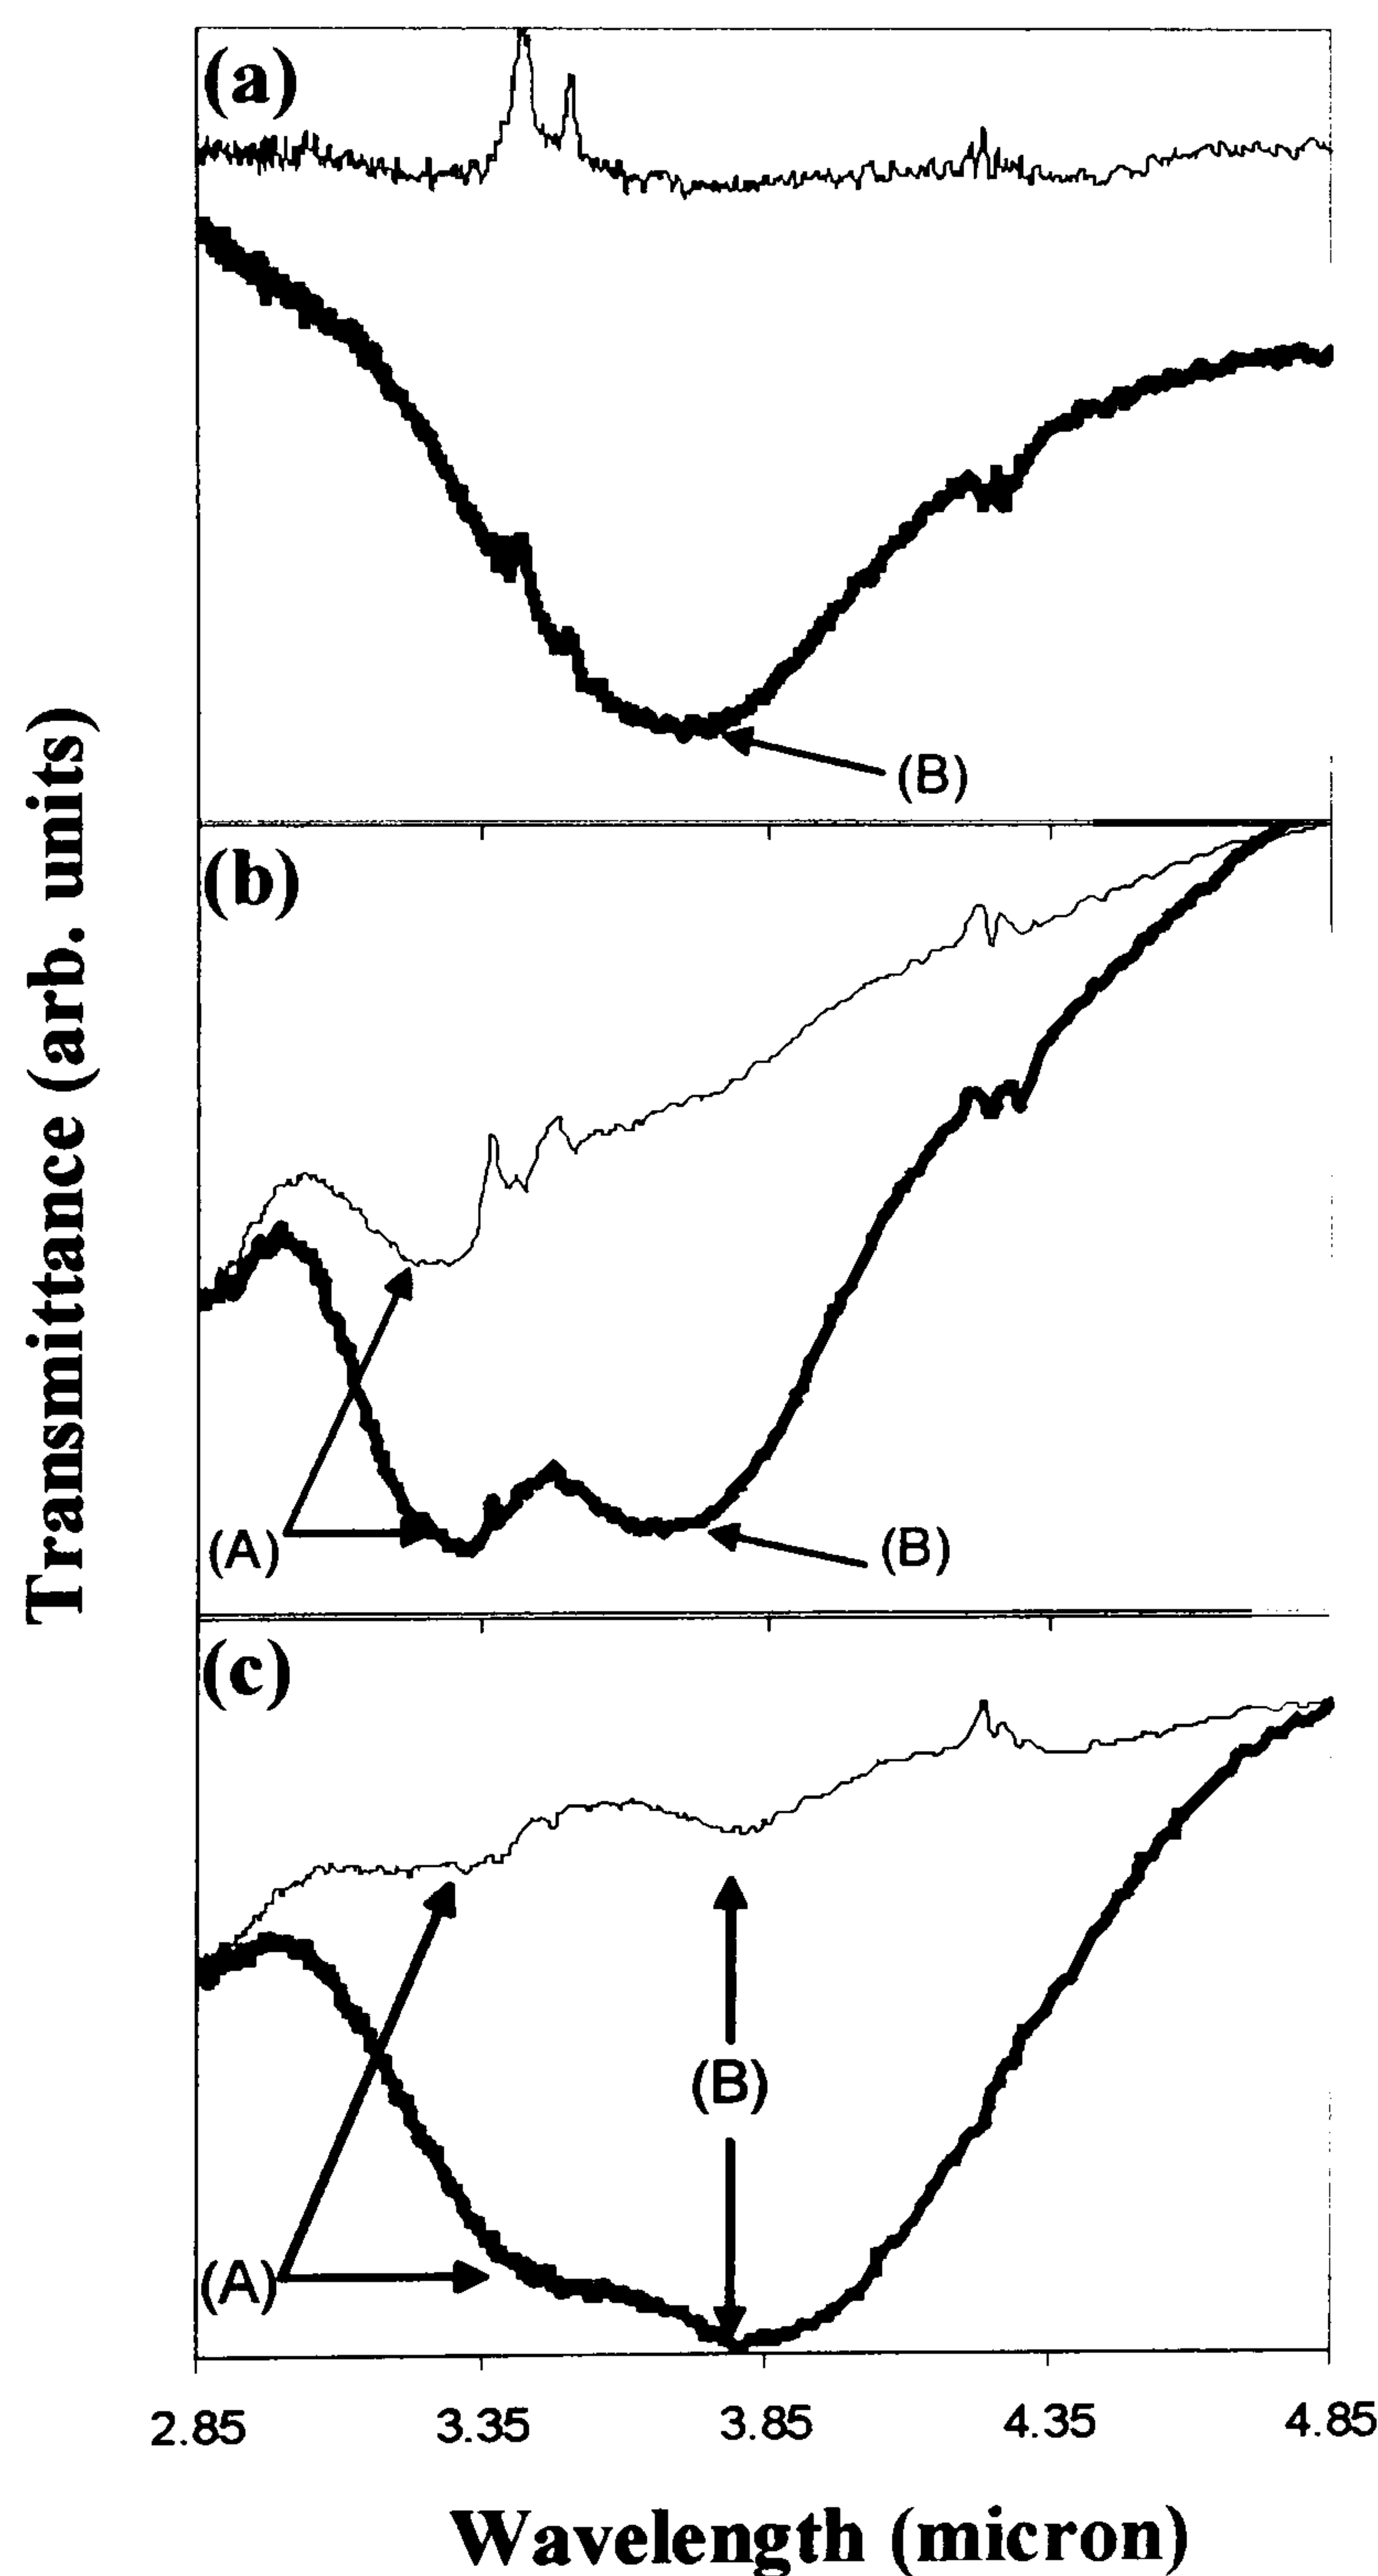 (a)
(B)
(b)
(A)
(B)
(c)
(B)
(A)
Transmittance (arb. units)
2.85 3.35 3.85 4.35 4.85
Wavelength (micron)